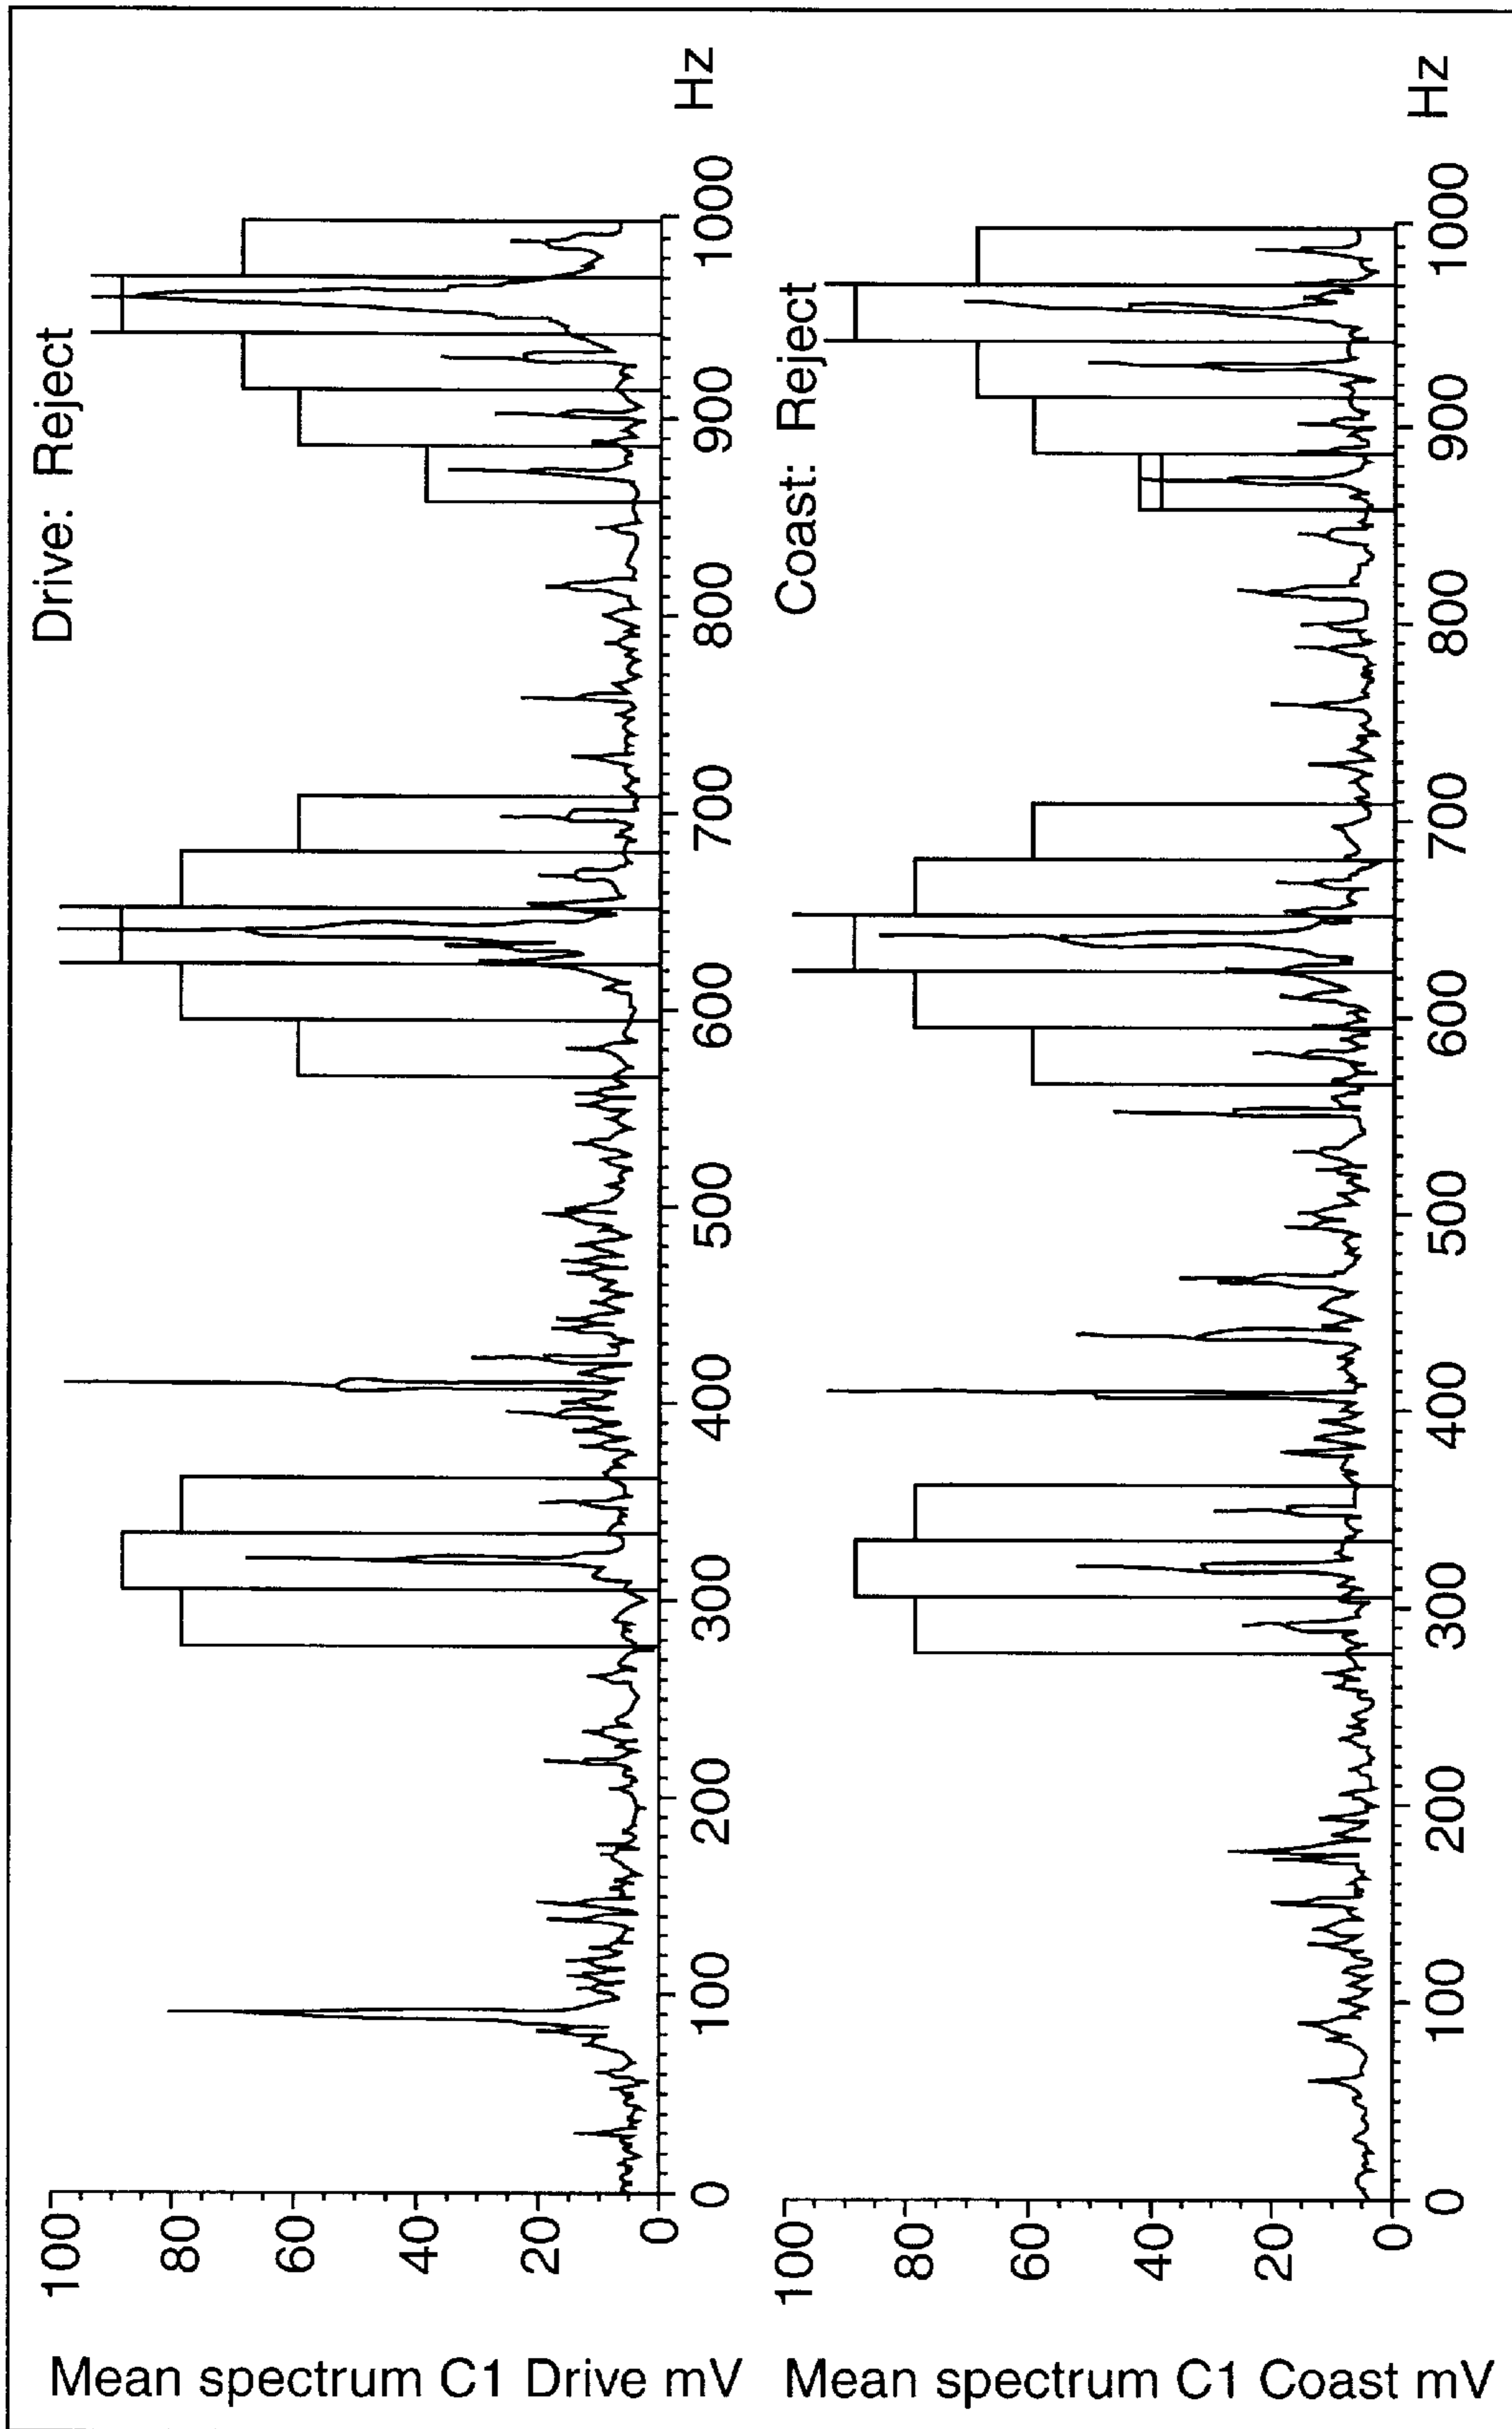 Drive: Reject
Mean spectrum C1 Drive mV
100
80
60
40
20
0
0 100 200 300 400 500 600 700 800 900 1000 Hz
Coast: Reject
Mean spectrum C1 Coast mV
100
80
60
40
20
0
0 100 200 300 400 500 600 700 800 900 1000 Hz